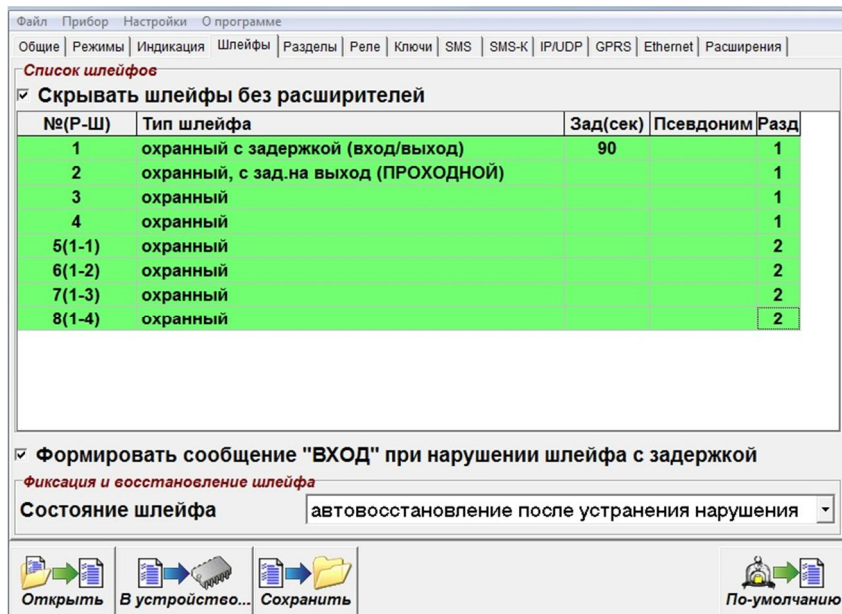 Файл Прибор Настройки О программе
Общие Режимы Индикация Шлейфы Разделы Реле Ключи SMS SMS-K IP/UDP GPRS Ethernet Расширения
Список шлейфов
Скрывать шлейфы без расширителей
№(Р-Ш) Тип шлейфа Зад(сек) Псевдоним Разд
1 охранный с задержкой (вход/выход) 90 1
2 охранный, с зад.на выход (ПРОХОДНОЙ) 1
3 охранный 1
4 охранный 1
5(1-1) охранный 2
6(1-2) охранный 2
7(1-3) охранный 2
8(1-4) охранный 2
Формировать сообщение "ВХОД" при нарушении шлейфа с задержкой
Фиксация и восстановление шлейфа
Состояние шлейфа автовосстановление после устранения нарушения
Открыть В устройство... Сохранить По-умолчанию